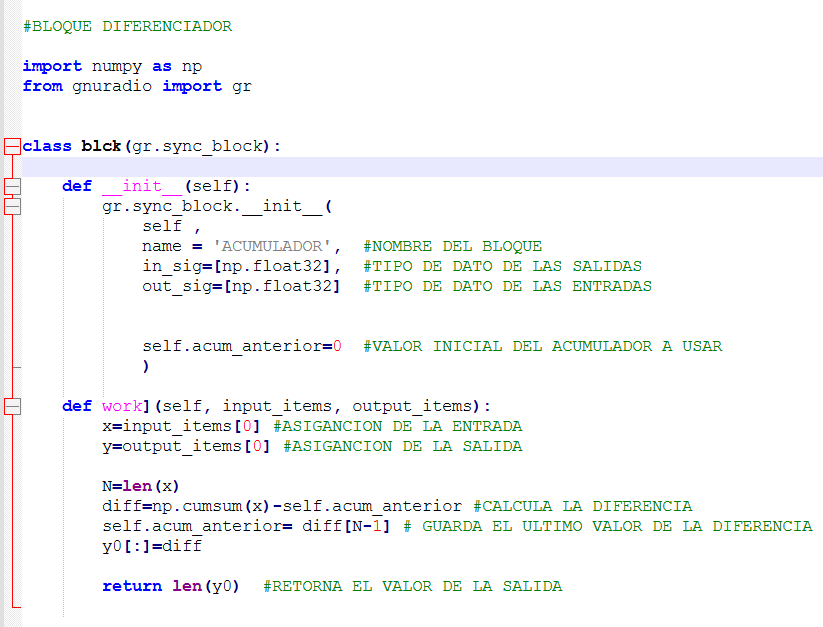 #BLOQUE DIFERENCIADOR
import numpy as np
from gnuradio import gr
class blck(gr.sync_block):
def __init__(self):
gr.sync_block.__init__(
self ,
name = 'ACUMULADOR',  #NOMBRE DEL BLOQUE
in_sig=[np.float32],  #TIPO DE DATO DE LAS SALIDAS
out_sig=[np.float32]  #TIPO DE DATO DE LAS ENTRADAS
self.acum_anterior=0  #VALOR INICIAL DEL ACUMULADOR A USAR
)
def work](self, input_items, output_items):
x=input_items[0] #ASIGANCION DE LA ENTRADA
y=output_items[0] #ASIGANCION DE LA SALIDA
N=len(x)
diff=np.cumsum(x)-self.acum_anterior #CALCULA LA DIFERENCIA
self.acum_anterior= diff[N-1] # GUARDA EL ULTIMO VALOR DE LA DIFERENCIA
y0[:]=diff
return len(y0)  #RETORNA EL VALOR DE LA SALIDA